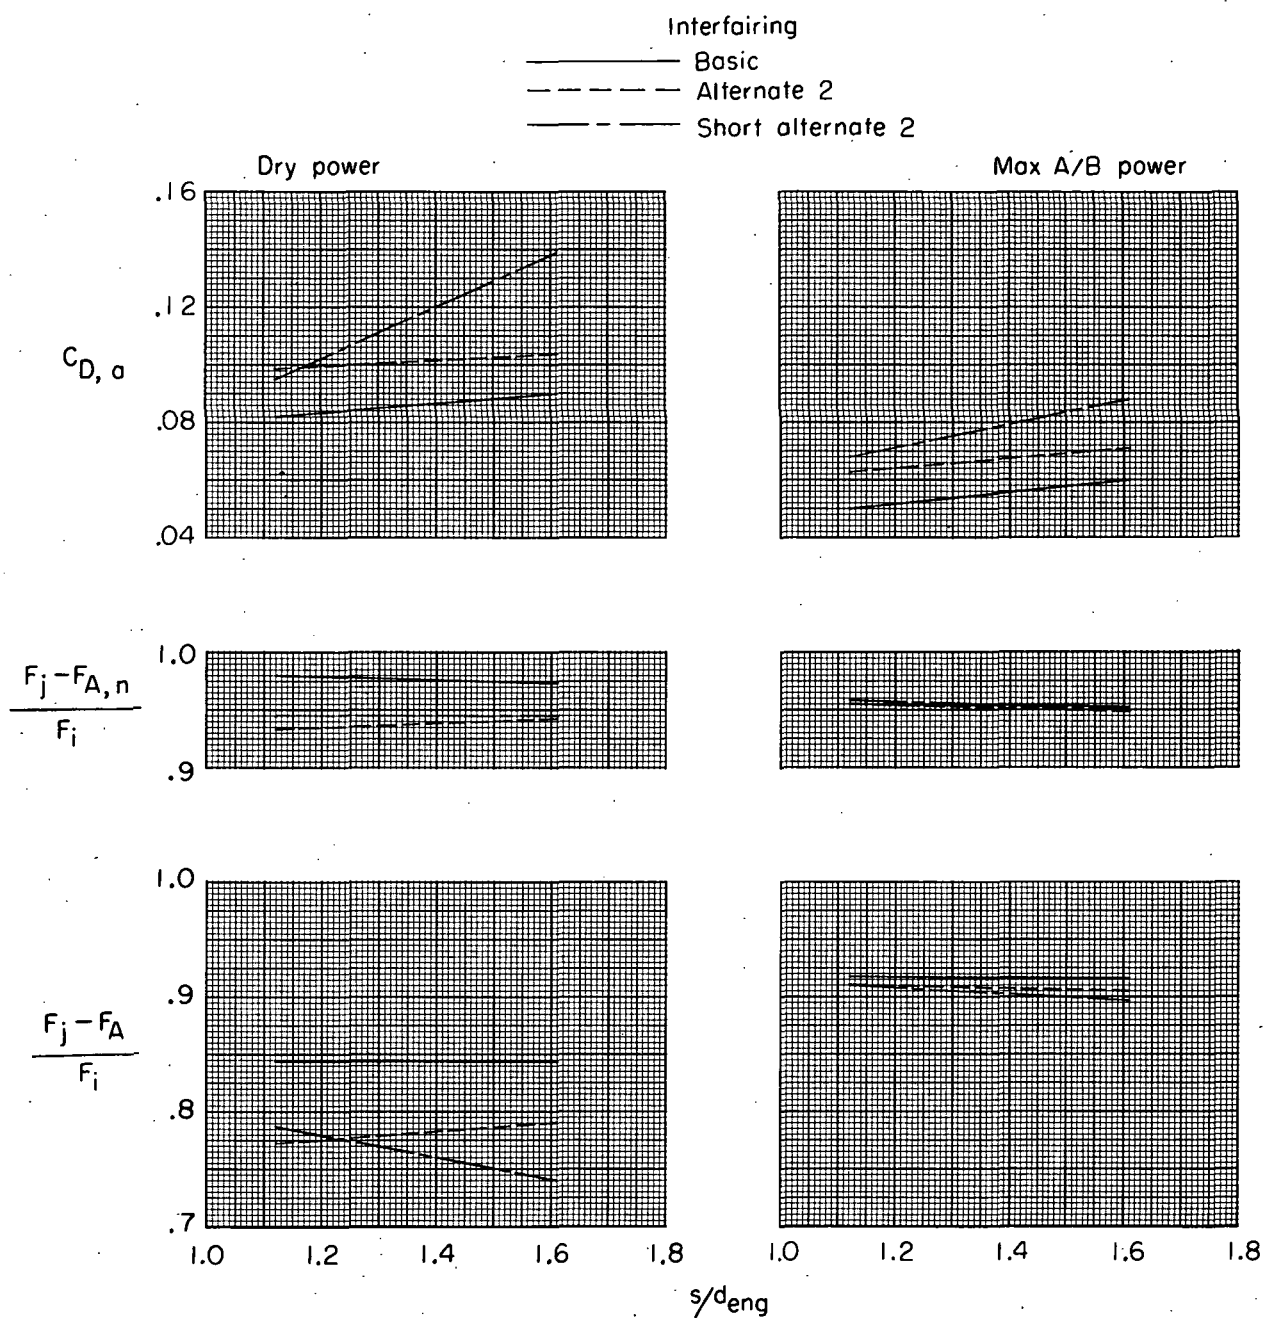 Interfairing
Basic
Alternate 2
Short alternate 2
Dry power
Max A/B power
.16
.12
C_D, a
.08
.04
1.0
F_j – F_A, n
F_i
.9
1.0
.9
F_j – F_A
F_i
.8
.7
1.0 1.2 1.4 1.6 1.8
1.0 1.2 1.4 1.6 1.8
s/d_eng